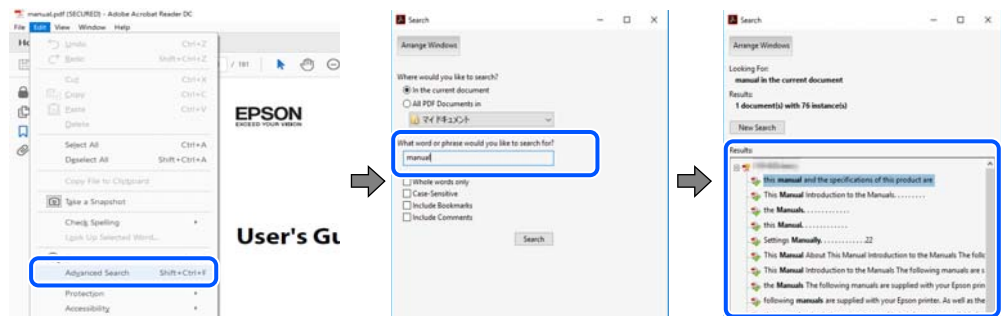 manual.pdf (SECURED) - Adobe Acrobat Reader DC
File Edit View Window Help
Undo Ctrl+Z
Redo Shift+Ctrl+Z
Cut Ctrl+X
Copy Ctrl+C
Paste Ctrl+V
Delete
Select All Ctrl+A
Deselect All Shift+Ctrl+A
Copy File to Clipboard
Take a Snapshot
Check Spelling
Look Up Selected Word...
Advanced Search Shift+Ctrl+F
Protection
Accessibility
/ 181
EPSON
EXCEED YOUR VISION
User's Gu
Search
Arrange Windows
Where would you like to search?
In the current document
All PDF Documents in
マイ ドキュメント
What word or phrase would you like to search for?
manual
Whole words only
Case-Sensitive
Include Bookmarks
Include Comments
Search
Search
Arrange Windows
Looking For:
manual in the current document
Results:
1 document(s) with 76 instance(s)
New Search
Results:
this manual and the specifications of this product are
This Manual Introduction to the Manuals. . . . . . . . .
the Manuals. . . . . . . . . . . . .
this Manual. . . . . . . . . . . . .
Settings Manually. . . . . . . . . . . . .22
This Manual About This Manual Introduction to the Manuals The follo
This Manual Introduction to the Manuals The following manuals are s
the Manuals The following manuals are supplied with your Epson prin
following manuals are supplied with your Epson printer. As well as the